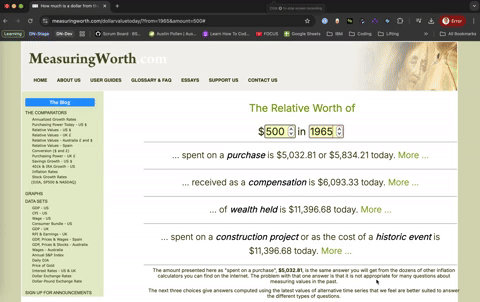 How much is a dollar from th
measuringworth.com/dollarvaluetoday/?from=1965&amount=500#
Error
Learning
DN-Stage
DN-Dev
Scrum Board - BS...
Austin Pollen | Aus...
Learn How To Cod...
FOCUS
Google Sheets
RBM
Coding
Lifting
All Bookmarks
MeasuringWorth.com
HOME ABOUT US USER GUIDES GLOSSARY & FAQ ESSAYS SUPPORT US CONTACT
The Blog
THE COMPARATORS
Annualized Growth Rates
Purchasing Power Today - US $
Relative Values - US $
Relative Values - UK £
Relative Values - Australia £ and $
Relative Values - Spain
Conversion ($ and £)
Purchasing Power - UK £
Savings Growth - US $
401k & IRA Growth - US
Inflation Rates
Stock Growth Rates
(DJIA, SP500 & NASDAQ)
GRAPHS
DATA SETS
GDP - US
CPI - US
Wage - US
Consumer Bundle - US
GDP - UK
RPI & Earnings - UK
GDP, Prices & Wages - Spain
GDP, Prices & Stocks - Australia
Wages - Australia
Annual S&P Index
Daily DJIA
Price of Gold
Interest Rates - US & UK
Dollar Exchange Rates
Dollar-Pound Exchange Rate
SIGN UP FOR ANNOUNCEMENTS
The Relative Worth of
$500 in 1965
... spent on a purchase is $5,032.81 or $5,834.21 today. More ...
... received as a compensation is $6,093.33 today. More ...
... of wealth held is $11,396.68 today. More ...
... spent on a construction project or as the cost of a historic event is
$11,396.68 today. More ...
The amount presented here as "spent on a purchase", $5,032.81, is the same answer you will get from the dozens of other inflation
calculators you can find on the internet. The problem with that one answer is that it is not appropriate for many questions about
measuring values in the past.
The next three choices give answers computed using the latest values of alternative time series that we feel are better suited to answering
the different types of questions.